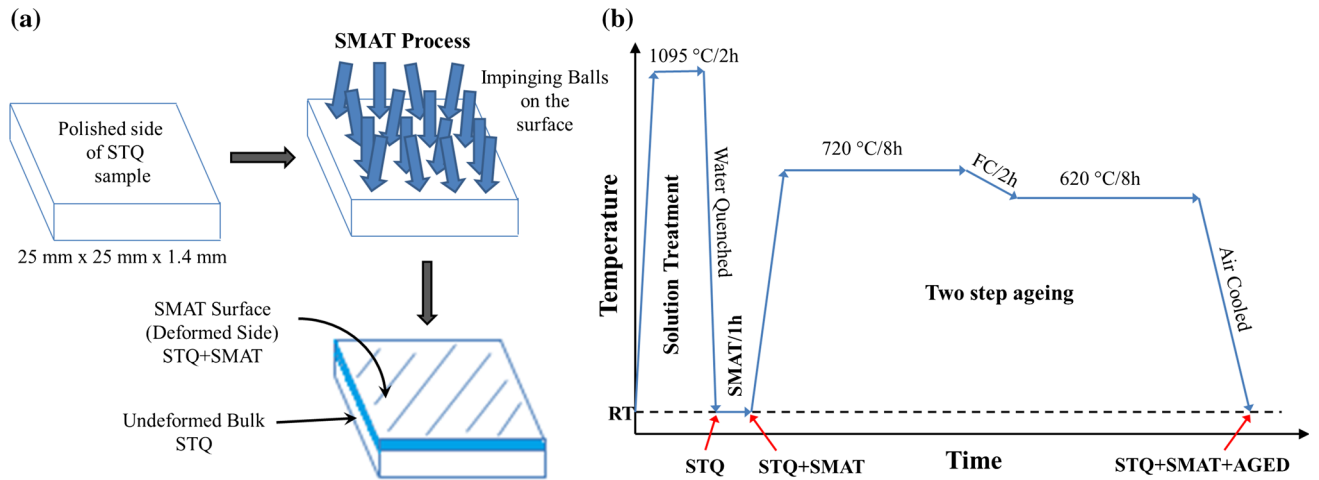 (a)
SMAT Process
Impinging Balls
on the
surface
Polished side
of STQ
sample
25 mm x 25 mm x 1.4 mm
SMAT Surface
(Deformed Side)
STQ+SMAT
Undeformed Bulk
STQ
(b)
1095 °C/2h
Temperature
Solution Treatment
Water Quenched
SMAT/1h
720 °C/8h
FC/2h
620 °C/8h
Two step ageing
Air Cooled
RT
STQ
STQ+SMAT
Time
STQ+SMAT+AGED